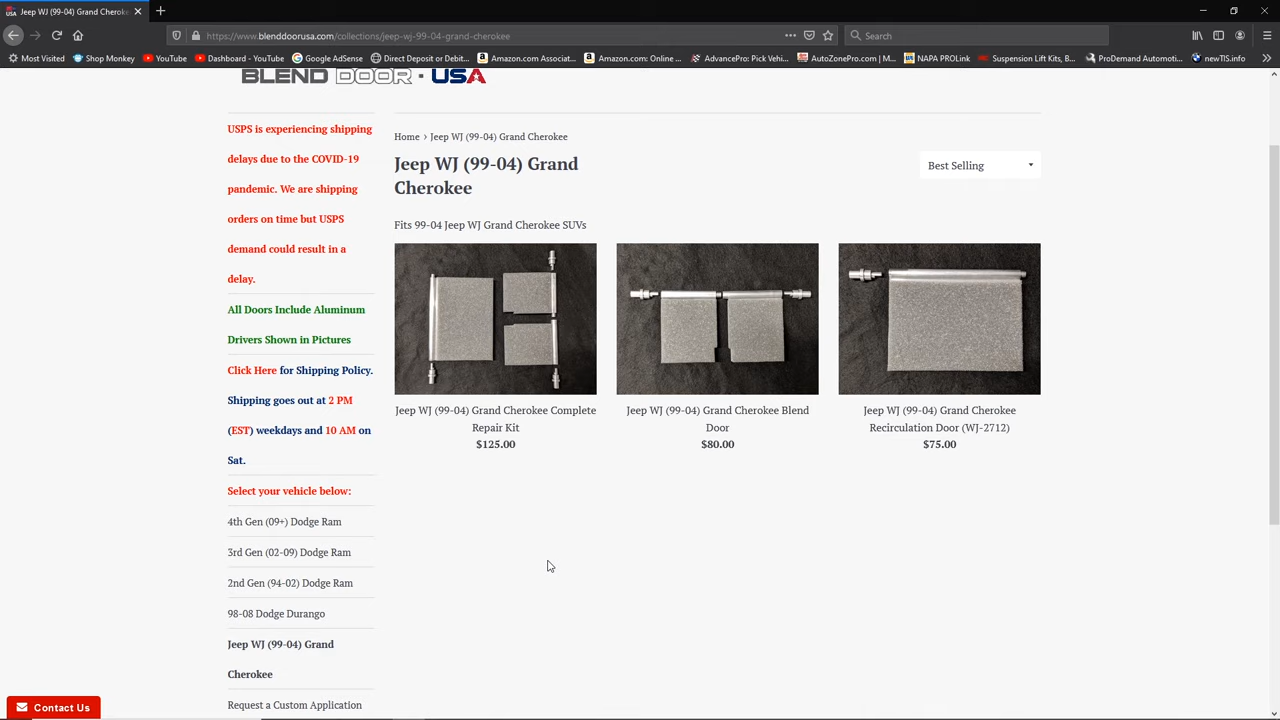 Jeep WJ (99-04) Grand Cheroke
https://www.blenddoorusa.com/collections/jeep-wj-99-04-grand-cherokee
Search
Most Visited
Shop Monkey
YouTube
Dashboard - YouTube
Google AdSense
Direct Deposit or Debit...
Amazon.com Associat...
Amazon.com: Online ...
AdvancePro: Pick Vehic...
AutoZonePro.com | M...
NAPA PROLink
Suspension Lift Kits, B...
ProDemand Automoti...
newTIS.info
BLEND DOOR · USA
USPS is experiencing shipping
delays due to the COVID-19
pandemic. We are shipping
orders on time but USPS
demand could result in a
delay.
All Doors Include Aluminum
Drivers Shown in Pictures
Click Here for Shipping Policy.
Shipping goes out at 2 PM
(EST) weekdays and 10 AM on
Sat.
Select your vehicle below:
4th Gen (09+) Dodge Ram
3rd Gen (02-09) Dodge Ram
2nd Gen (94-02) Dodge Ram
98-08 Dodge Durango
Jeep WJ (99-04) Grand
Cherokee
Request a Custom Application
Contact Us
Home › Jeep WJ (99-04) Grand Cherokee
Jeep WJ (99-04) Grand
Cherokee
Best Selling
Fits 99-04 Jeep WJ Grand Cherokee SUVs
Jeep WJ (99-04) Grand Cherokee Complete
Repair Kit
$125.00
Jeep WJ (99-04) Grand Cherokee Blend
Door
$80.00
Jeep WJ (99-04) Grand Cherokee
Recirculation Door (WJ-2712)
$75.00